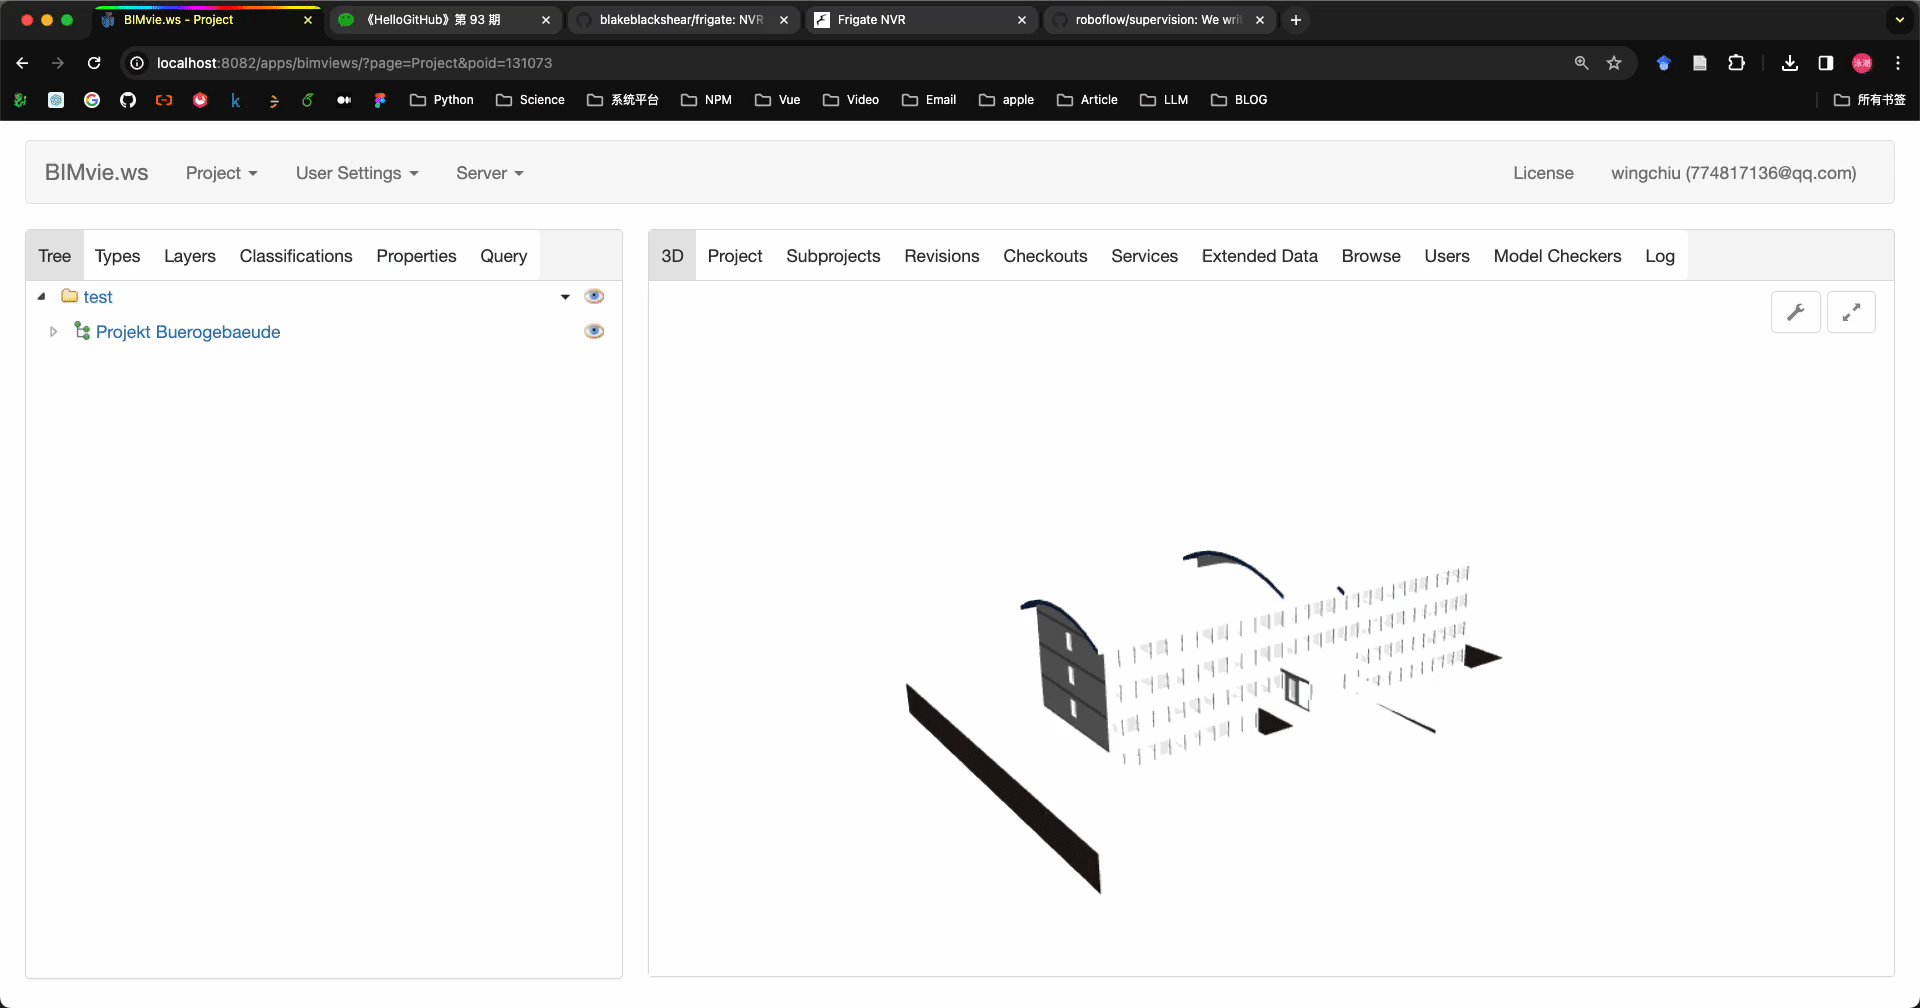 BIMvie.ws - Project
《HelloGitHub》第 93 期
blakeblackshear/frigate: NVR
Frigate NVR
roboflow/supervision: We wri
localhost:8082/apps/bimviews/?page=Project&poid=131073
泳潮
Python
Science
系统平台
NPM
Vue
Video
Email
apple
Article
LLM
BLOG
所有书签
BIMvie.ws
Project
User Settings
Server
License
wingchiu (774817136@qq.com)
Tree
Types
Layers
Classifications
Properties
Query
3D
Project
Subprojects
Revisions
Checkouts
Services
Extended Data
Browse
Users
Model Checkers
Log
test
Projekt Buerogebaeude